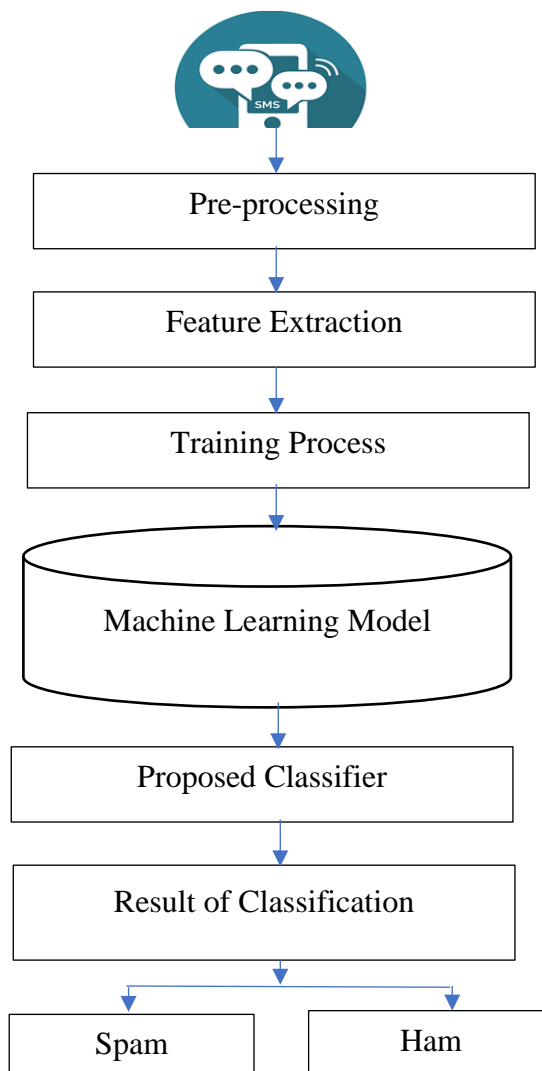 SMS
Pre-processing
Feature Extraction
Training Process
Machine Learning Model
Proposed Classifier
Result of Classification
Spam
Ham